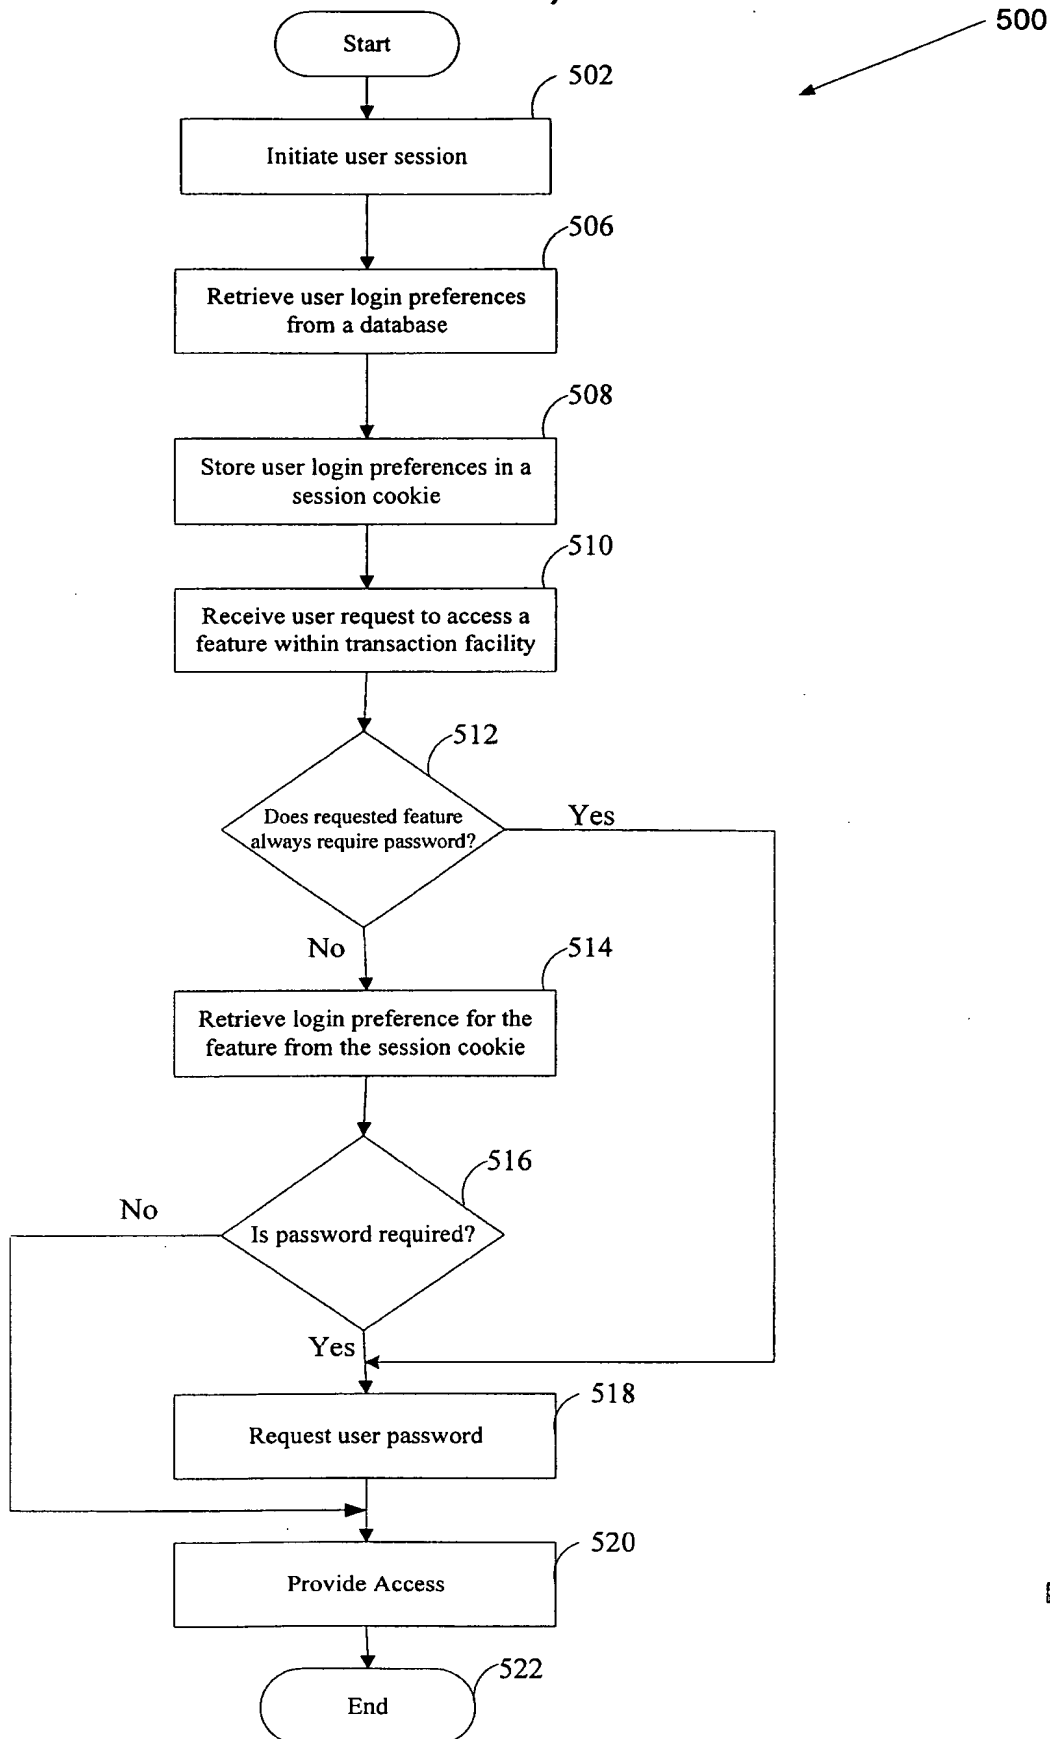 500
Start
502
Initiate user session
506
Retrieve user login preferences
from a database
508
Store user login preferences in a
session cookie
510
Receive user request to access a
feature within transaction facility
512
Does requested feature
always require password?
Yes
No
514
Retrieve login preference for the
feature from the session cookie
516
No
Is password required?
Yes
518
Request user password
520
Provide Access
522
End